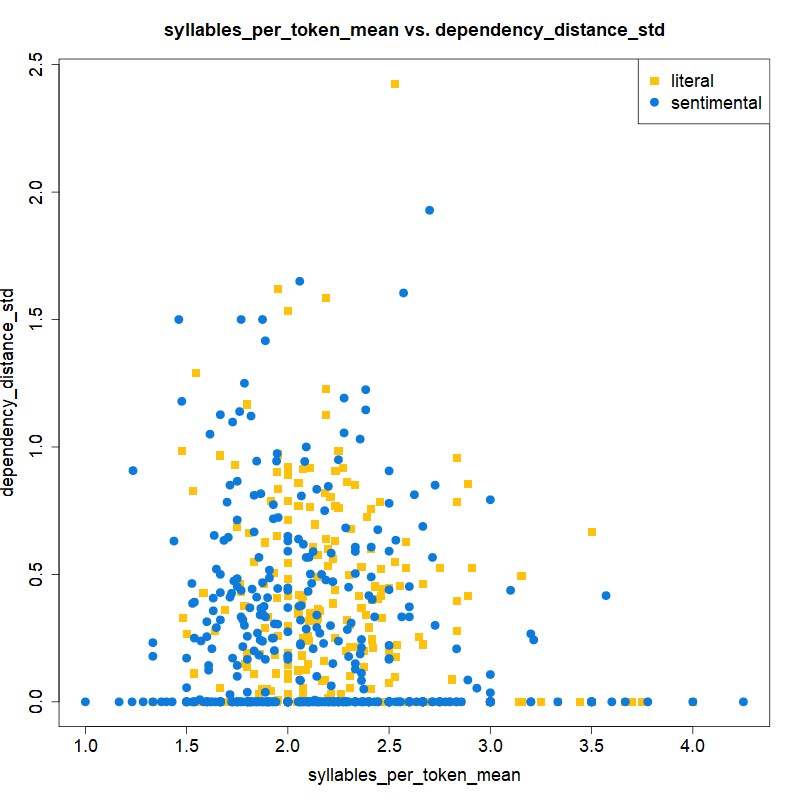 syllables_per_token_mean vs. dependency_distance_std
literal
sentimental
dependency_distance_std
2.5
2.0
1.5
1.0
0.5
0.0
1.0 1.5 2.0 2.5 3.0 3.5 4.0
syllables_per_token_mean